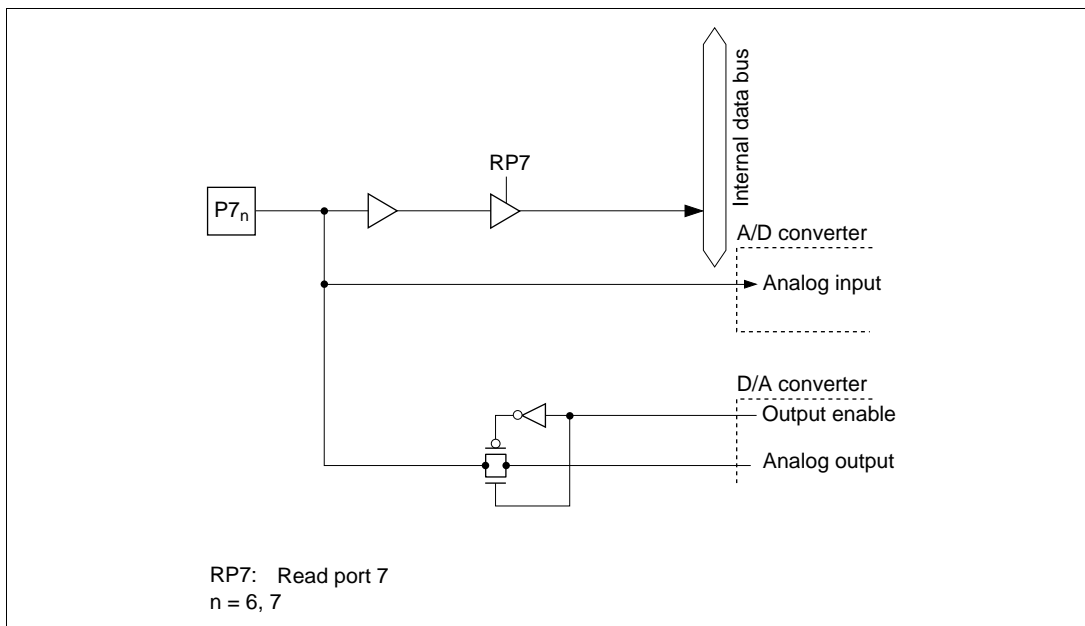 Internal data bus
RP7
P7n
A/D converter
Analog input
D/A converter
Output enable
Analog output
RP7: Read port 7
n = 6, 7